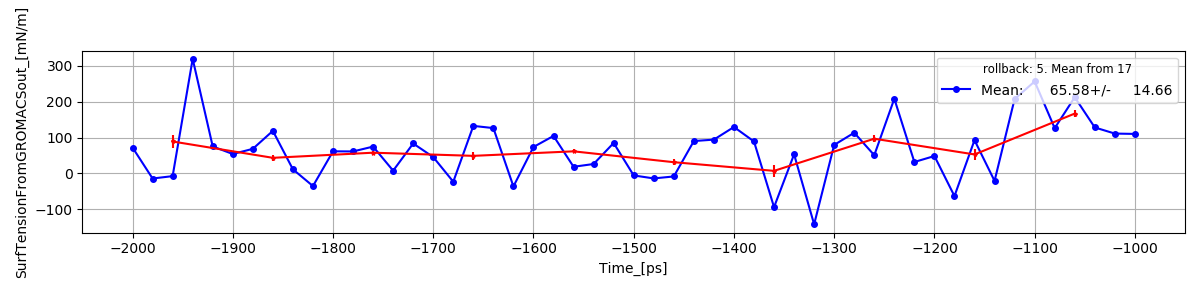 SurfTensionFromGROMACSout_[mN/m]
300
200
100
0
−100
rollback: 5. Mean from 17
Mean: 65.58+/- 14.66
−2000 −1900 −1800 −1700 −1600 −1500 −1400 −1300 −1200 −1100 −1000
Time_[ps]